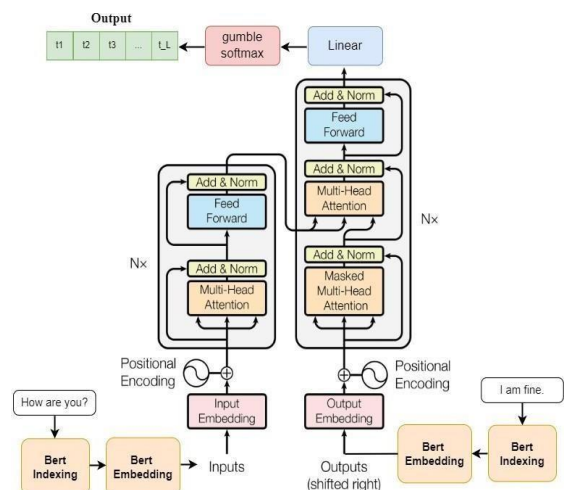 Output
t1 t2 t3 ... t_L
gumble
softmax
Linear
Add & Norm
Feed
Forward
Add & Norm
Multi-Head
Attention
Add & Norm
Masked
Multi-Head
Attention
Nx
Add & Norm
Feed
Forward
Add & Norm
Multi-Head
Attention
Nx
Positional
Encoding
Positional
Encoding
Input
Embedding
Output
Embedding
How are you?
I am fine.
Bert
Indexing
Bert
Embedding
Inputs
Outputs
(shifted right)
Bert
Embedding
Bert
Indexing